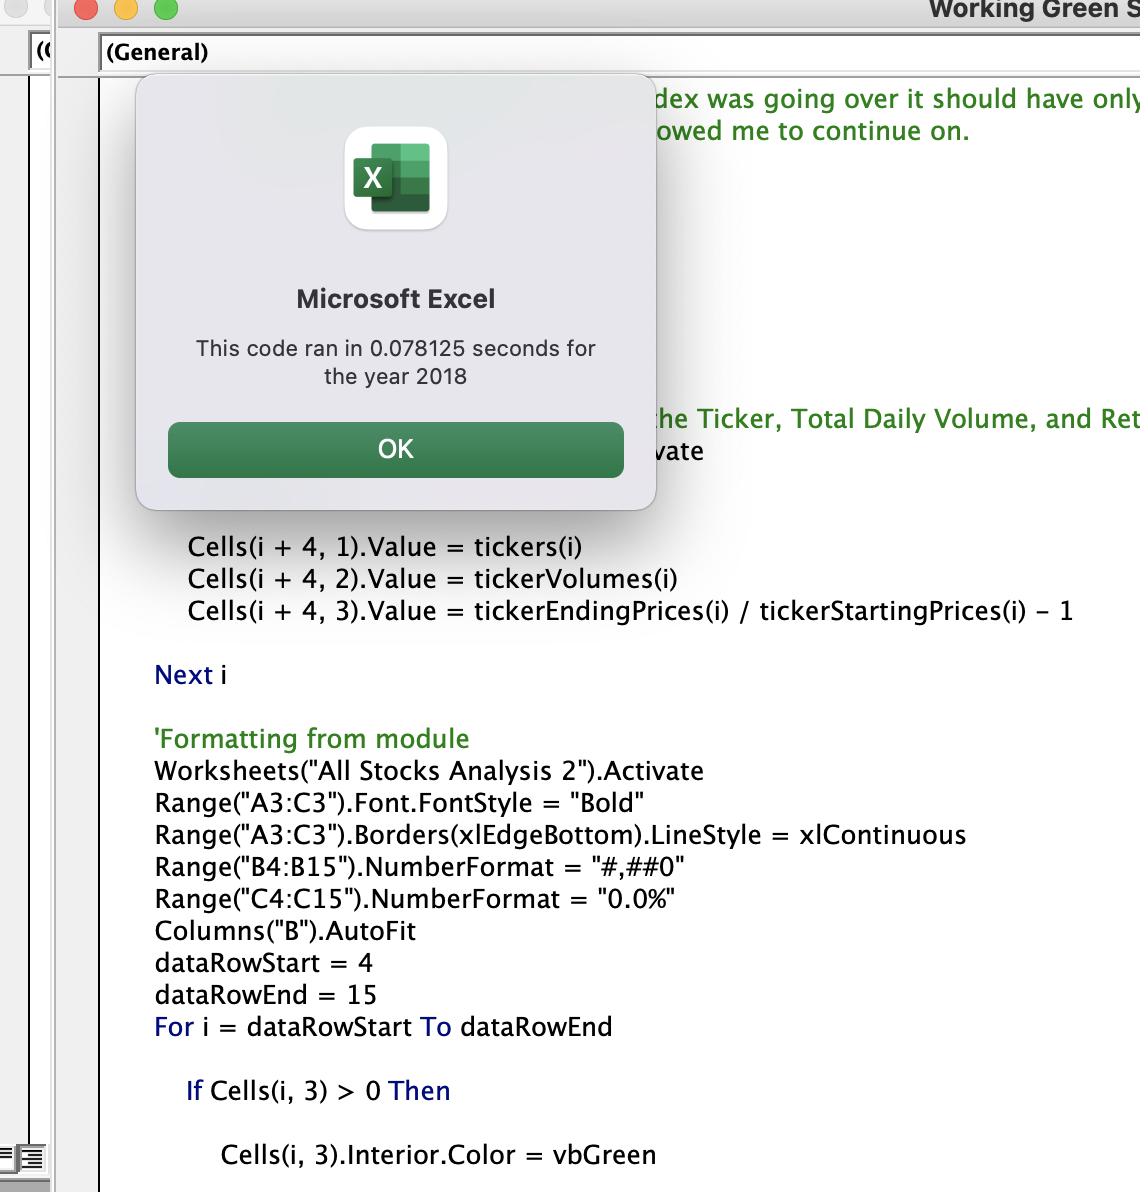 Working Green S
(General)
dex was going over it should have only
owed me to continue on.
X
Microsoft Excel
This code ran in 0.078125 seconds for
the year 2018
OK
the Ticker, Total Daily Volume, and Ret
vate
Cells(i + 4, 1).Value = tickers(i)
Cells(i + 4, 2).Value = tickerVolumes(i)
Cells(i + 4, 3).Value = tickerEndingPrices(i) / tickerStartingPrices(i) - 1
Next i
'Formatting from module
Worksheets("All Stocks Analysis 2").Activate
Range("A3:C3").Font.FontStyle = "Bold"
Range("A3:C3").Borders(xlEdgeBottom).LineStyle = xlContinuous
Range("B4:B15").NumberFormat = "#,##0"
Range("C4:C15").NumberFormat = "0.0%"
Columns("B").AutoFit
dataRowStart = 4
dataRowEnd = 15
For i = dataRowStart To dataRowEnd
If Cells(i, 3) > 0 Then
Cells(i, 3).Interior.Color = vbGreen